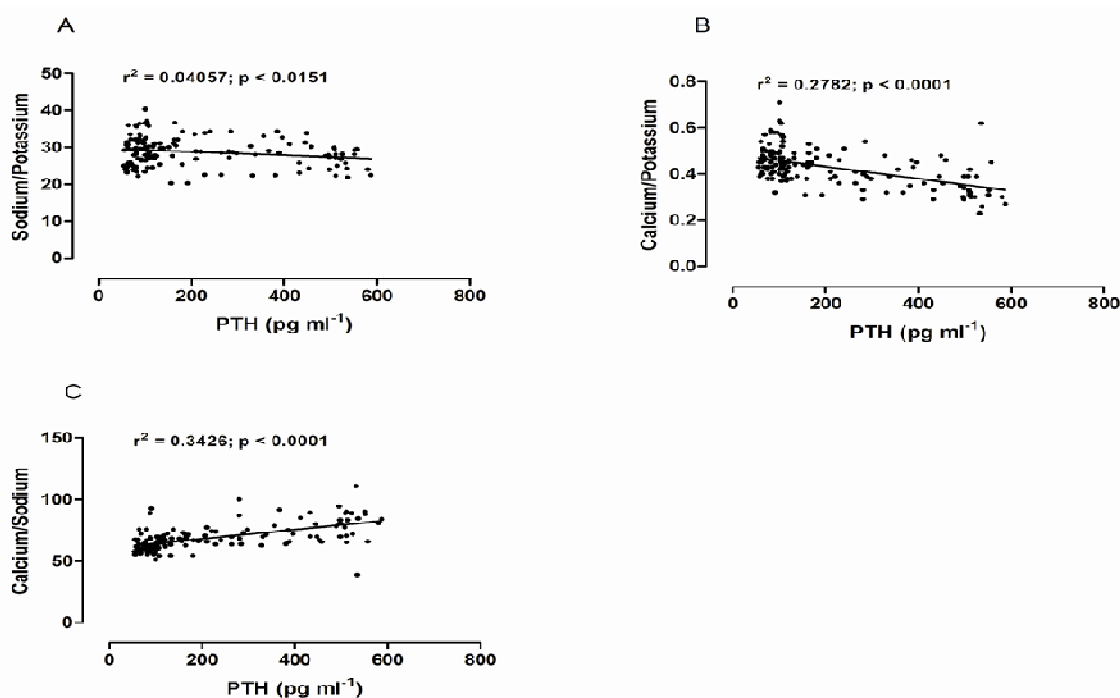 A
r² = 0.04057; p < 0.0151
Sodium/Potassium
50
40
30
20
10
0
0 200 400 600 800
PTH (pg ml⁻¹)
B
r² = 0.2782; p < 0.0001
Calcium/Potassium
0.8
0.6
0.4
0.2
0.0
0 200 400 600 800
PTH (pg ml⁻¹)
C
r² = 0.3426; p < 0.0001
Calcium/Sodium
150
100
50
0
0 200 400 600 800
PTH (pg ml⁻¹)